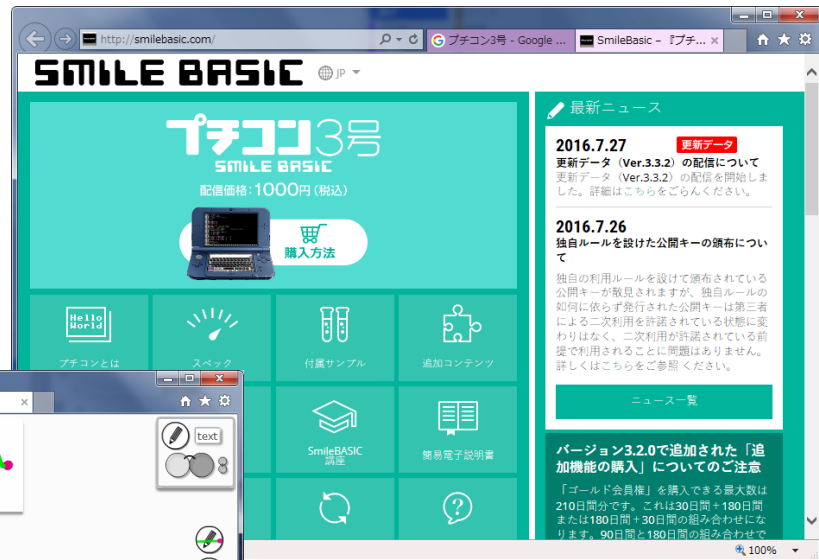 http://smilebasic.com/
プチコン3号 - Google ...
SmileBasic – 『プチ...
SMILE BASIC
JP
プチコン3号
SMILE BASIC
配信価格:1000円(税込)
購入方法
Hello World
プチコンとは
スペック
付属サンプル
追加コンテンツ
SmileBASIC
講座
簡易電子説明書
最新ニュース
2016.7.27 更新データ
更新データ（Ver.3.3.2）の配信について
更新データ（Ver.3.3.2）の配信を開始しま
した。詳細はこちらをごらんください。
2016.7.26
独自ルールを設けた公開キーの頒布につい
て
独自の利用ルールを設けて頒布されている
公開キーが散見されますが、独自ルールの
如何に依らず発行された公開キーは第三者
による二次利用を許諾されている状態に変
わりはなく、二次利用が許諾されている前
提で利用されることに問題はありません。
詳しくはこちらをご参照ください。
ニュース一覧
バージョン3.2.0で追加された「追
加機能の購入」についてのご注意
「ゴールド会員権」を購入できる最大数は
210日間分です。これは30日間＋180日間
または180日間＋30日間の組み合わせにな
ります。90日間と180日間の組み合わせで
text
100%